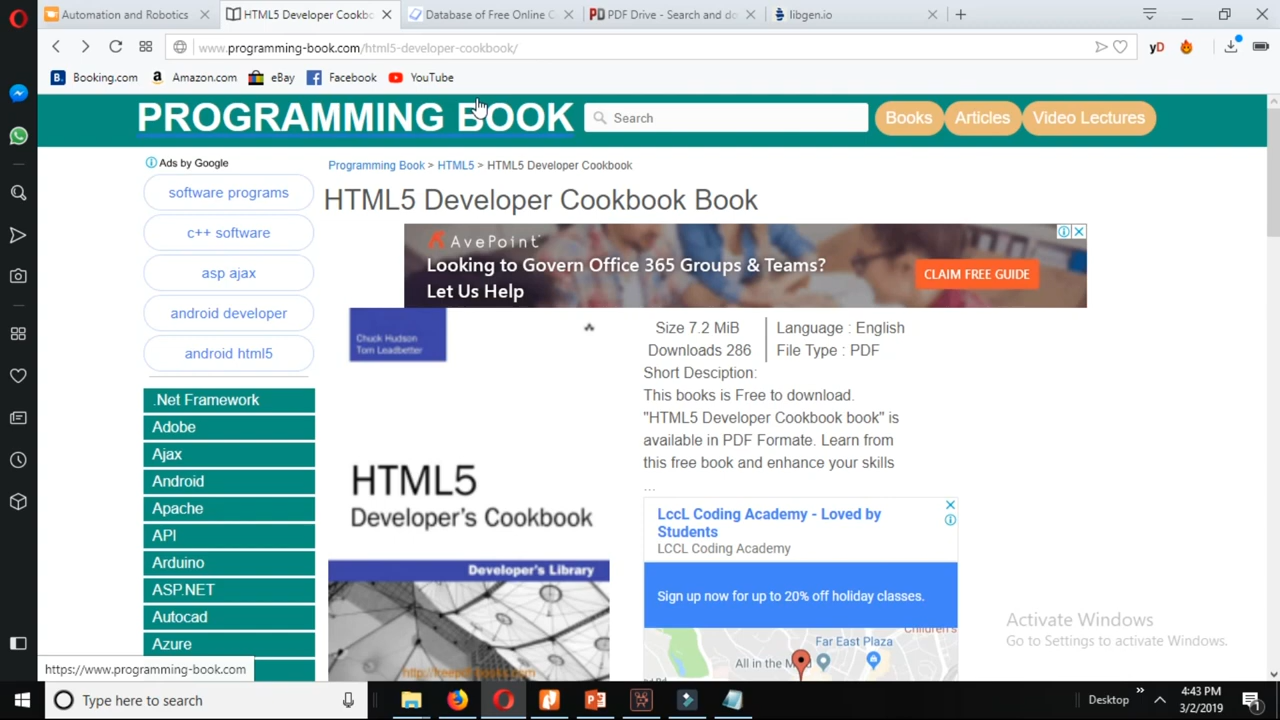 Automation and Robotics
HTML5 Developer Cookbo
Database of Free Online C
PDF Drive - Search and do
libgen.io
www.programming-book.com/html5-developer-cookbook/
yD
B. Booking.com
Amazon.com
eBay
Facebook
YouTube
PROGRAMMING BOOK
Search
Books
Articles
Video Lectures
Ads by Google
software programs
c++ software
asp ajax
android developer
android html5
.Net Framework
Adobe
Ajax
Android
Apache
API
Arduino
ASP.NET
Autocad
Azure
Programming Book > HTML5 > HTML5 Developer Cookbook
HTML5 Developer Cookbook Book
AvePoint
Looking to Govern Office 365 Groups & Teams?
Let Us Help
CLAIM FREE GUIDE
Chuck Hudson
Tom Leadbetter
HTML5
Developer's Cookbook
Developer's Library
Size 7.2 MiB
Downloads 286
Language : English
File Type : PDF
Short Desciption:
This books is Free to download.
"HTML5 Developer Cookbook book" is
available in PDF Formate. Learn from
this free book and enhance your skills
...
LccL Coding Academy - Loved by
Students
LCCL Coding Academy
Sign up now for up to 20% off holiday classes.
Far East Plaza
All in the M
Activate Windows
Go to Settings to activate Windows.
https://www.programming-book.com
Type here to search
Desktop
4:43 PM
3/2/2019
1